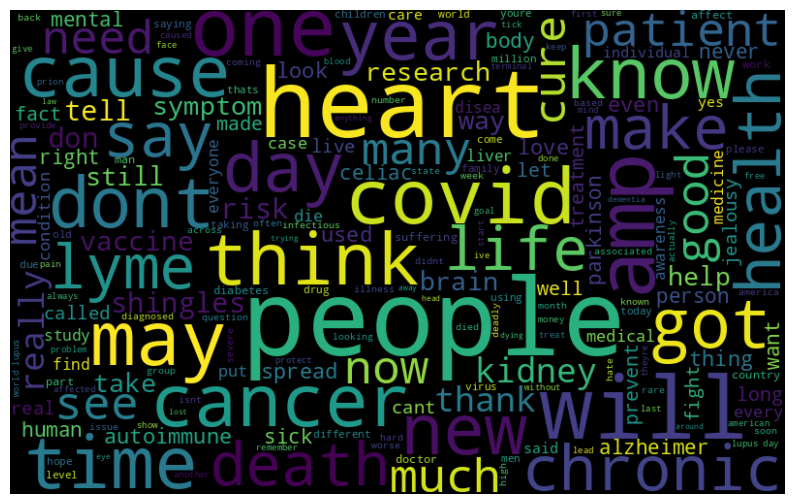 back
mental
one
year
children
care
world
youre
tick
affect
patient
need
give
face
caused
cause
heart
cure
body
million
individual
never
first
sure
keep
work
know
look
research
blood
terminal
coming
prion
thats
fact
tell
symptom
number
anything
disea
based
mind
even
yes
law
provide
made
way
health
don
say
case
live
many
come
done
love
make
man
right
everyone
day
liver
state
family
week
let
treatment
please
mean
still
celiac
parkinson
light
dementia
free
medicine
condition
dont
risk
covid
amp
good
awareness
jealousy
old
across
die
taking
often
infectious
goal
start
suffering
trying
used
didnt
associated
actually
vaccine
due
pain
lyme
think
life
live
help
always
diabetes
drug
illness
away
brain
well
person
america
really
called
shingles
question
head
using
month
known
today
diagnosed
study
problem
looking
died
deadly
dying
money
treat
theyre
thing
want
find
may
severe
people
medical
got
world lupus
part
group
put
spread
protect
now
kidney
hate
prevent
fight
country
affected
isnt
virus
without
rare
real
see
take
cancer
cant
thank
last
long
every
human
issue
show
lost
autoimmune
sick
remember
different
hard
worse
new
will
said
around
american
soon
hope
level
eye
time
another
death
doctor
much
high
men
lead
alzheimer
lupus day
chronic